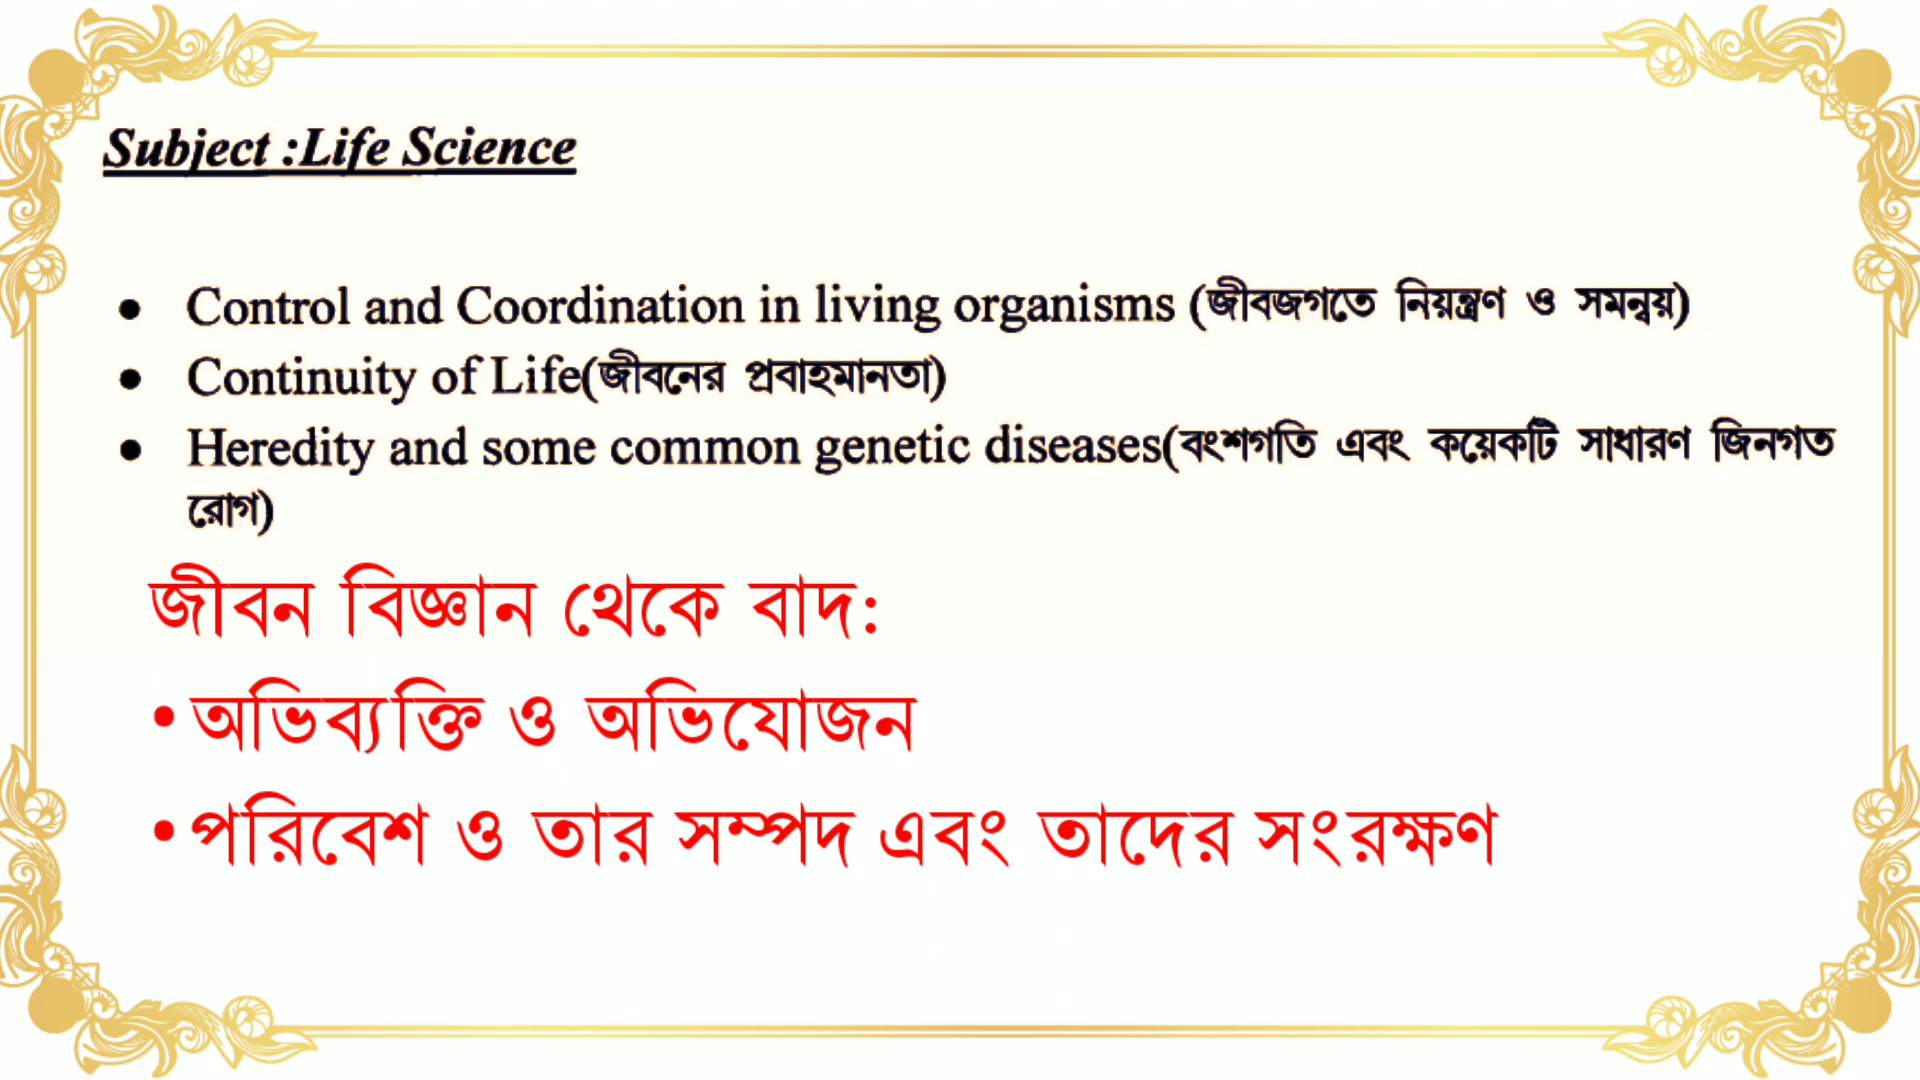 Subject :Life Science
● Control and Coordination in living organisms (জীবজগতে নিয়ন্ত্রণ ও সমন্বয়)
● Continuity of Life(জীবনের প্রবাহমানতা)
● Heredity and some common genetic diseases(বংশগতি এবং কয়েকটি সাধারণ জিনগত
রোগ)
জীবন বিজ্ঞান থেকে বাদ:
•অভিব্যক্তি ও অভিযোজন
•পরিবেশ ও তার সম্পদ এবং তাদের সংরক্ষণ